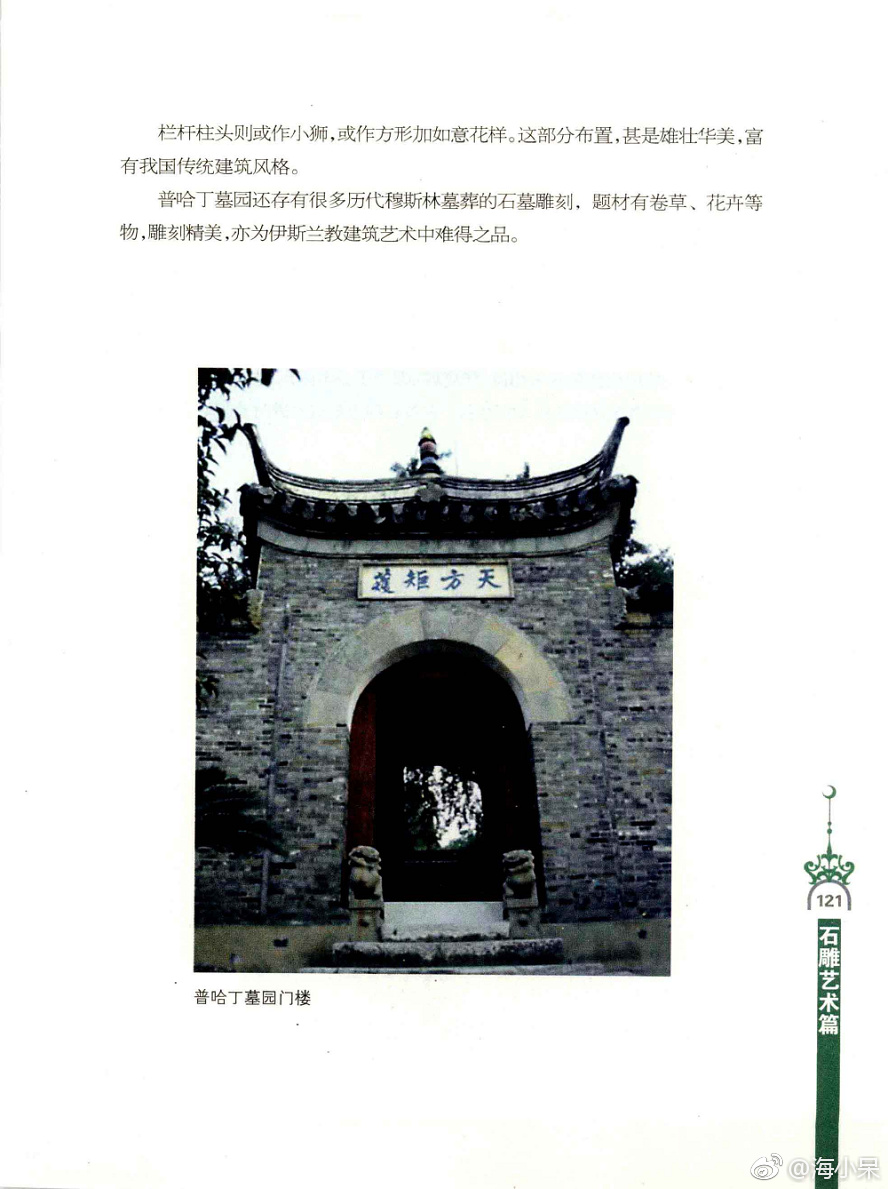 栏杆柱头则或作小狮,或作方形加如意花样。这部分布置,甚是雄壮华美,富
有我国传统建筑风格。
普哈丁墓园还存有很多历代穆斯林墓葬的石墓雕刻,题材有卷草、花卉等
物,雕刻精美,亦为伊斯兰教建筑艺术中难得之品。
天方矩矱
普哈丁墓园门楼
121
石雕艺术篇
@海小呆